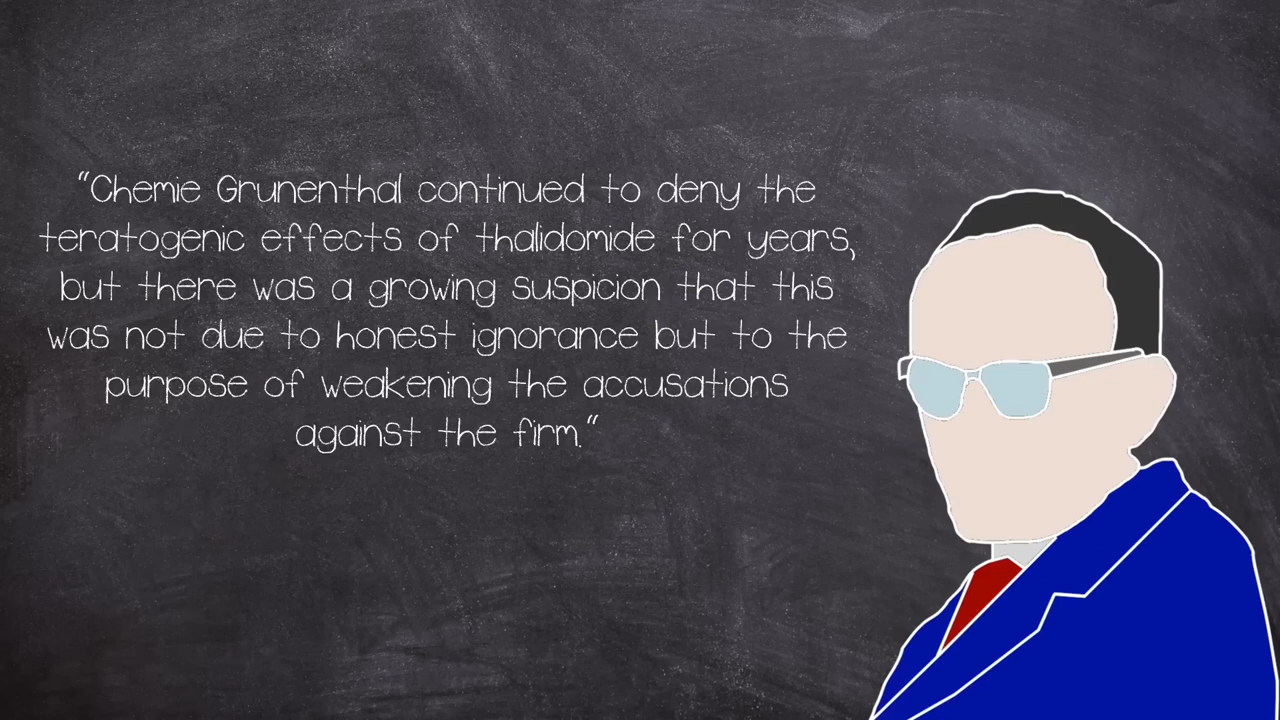 "Chemie Grunenthal continued to deny the
teratogenic effects of thalidomide for years,
but there was a growing suspicion that this
was not due to honest ignorance but to the
purpose of weakening the accusations
against the firm."